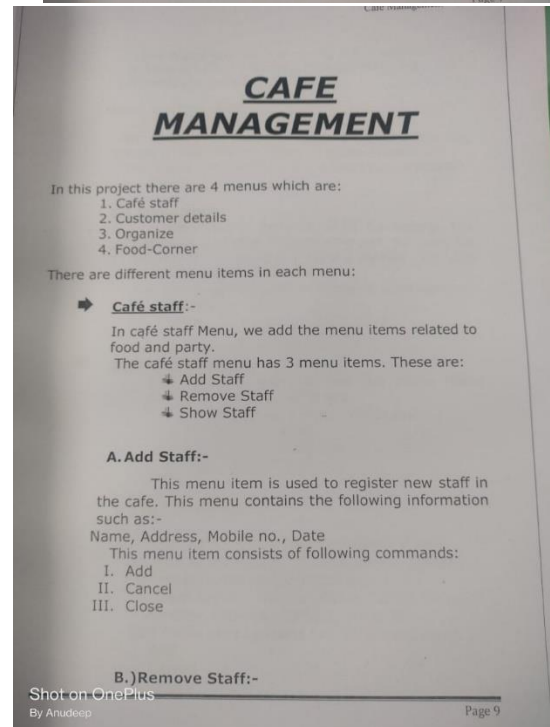 CAFE
MANAGEMENT
In this project there are 4 menus which are:
1. Café staff
2. Customer details
3. Organize
4. Food-Corner
There are different menu items in each menu:
Café staff:-
In café staff Menu, we add the menu items related to
food and party.
The café staff menu has 3 menu items. These are:
Add Staff
Remove Staff
Show Staff
A. Add Staff:-
This menu item is used to register new staff in
the cafe. This menu contains the following information
such as:-
Name, Address, Mobile no., Date
This menu item consists of following commands:
I. Add
II. Cancel
III. Close
B.)Remove Staff:-
Shot on OnePlus
By Anudeep
Page 9